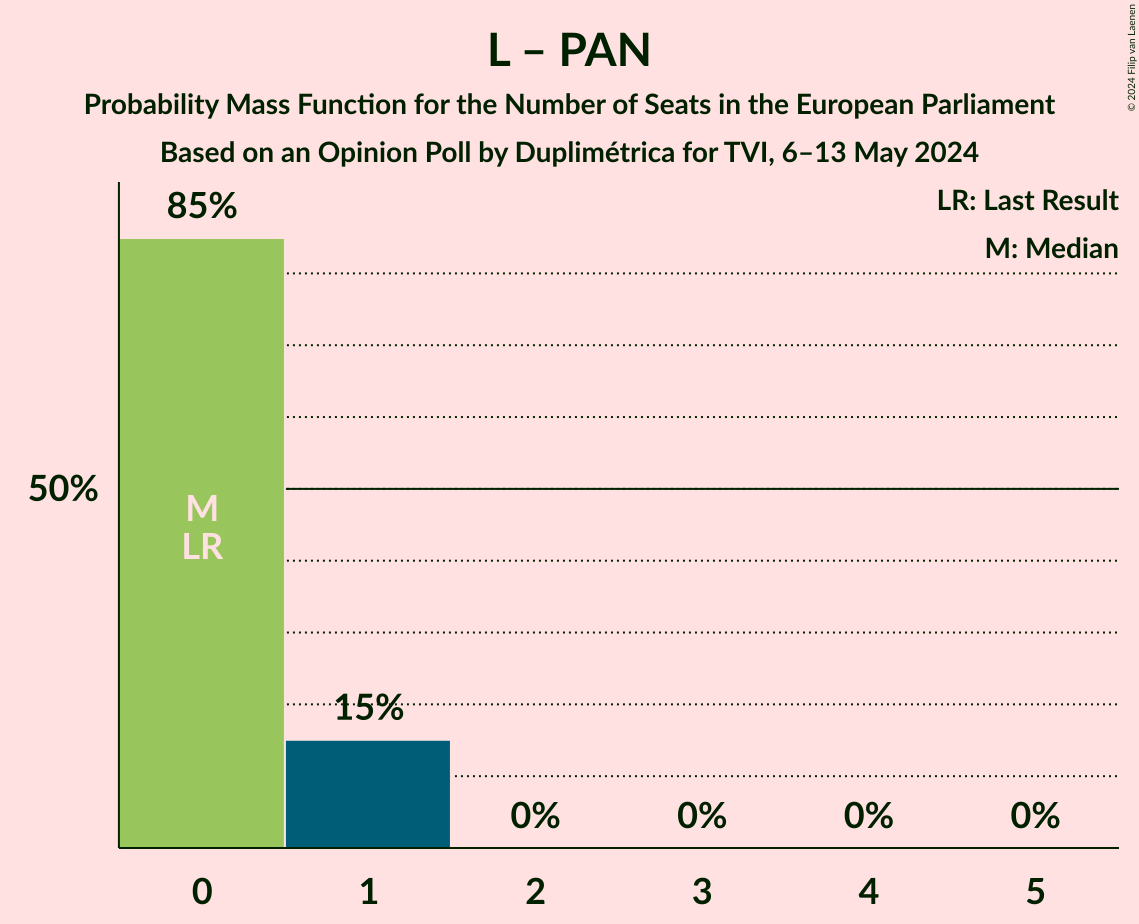 L – PAN
Probability Mass Function for the Number of Seats in the European Parliament
Based on an Opinion Poll by Duplimétrica for TVI, 6–13 May 2024
© 2024 Filip van Laenen
LR: Last Result
M: Median
85%
50%
M
LR
15%
0%
0%
0%
0%
0
1
2
3
4
5